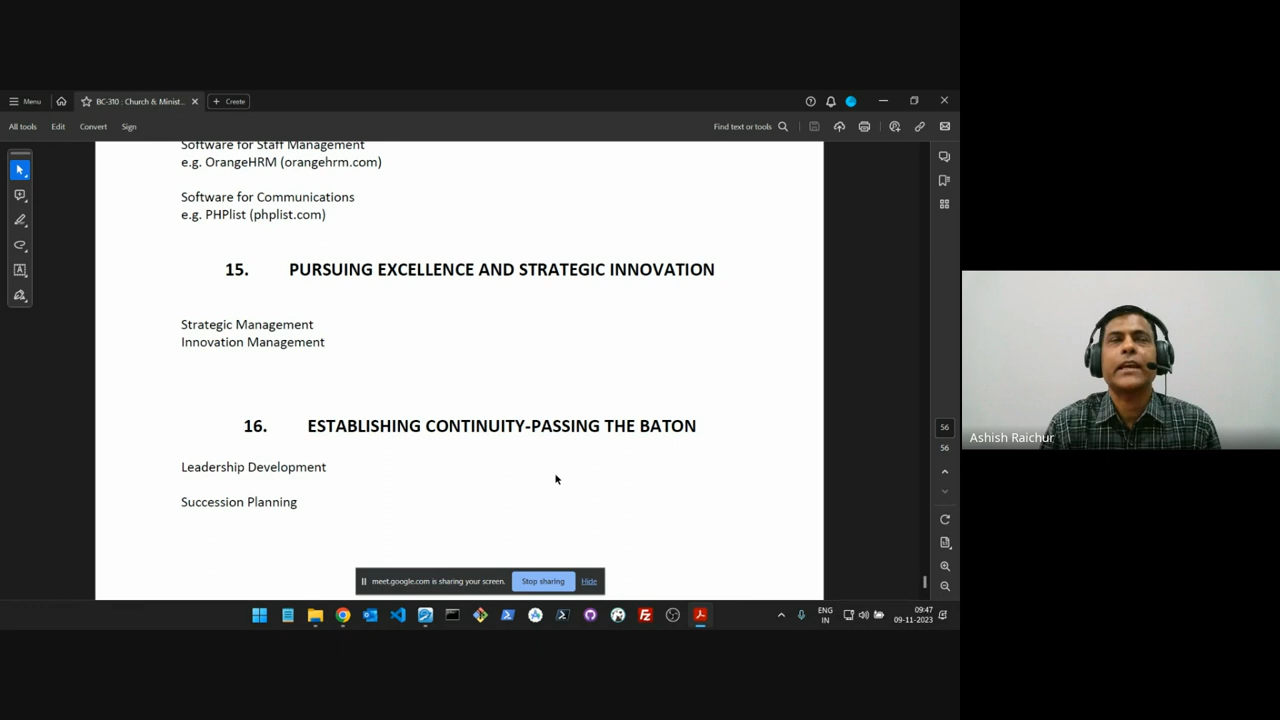 Menu
BC-310 : Church & Minist...
Create
All tools
Edit
Convert
Sign
Find text or tools
Software for Staff Management
e.g. OrangeHRM (orangehrm.com)
Software for Communications
e.g. PHPlist (phplist.com)
15. PURSUING EXCELLENCE AND STRATEGIC INNOVATION
Strategic Management
Innovation Management
16. ESTABLISHING CONTINUITY-PASSING THE BATON
Leadership Development
Succession Planning
56
56
meet.google.com is sharing your screen.
Stop sharing
Hide
ENG
IN
09:47
09-11-2023
Ashish Raichur